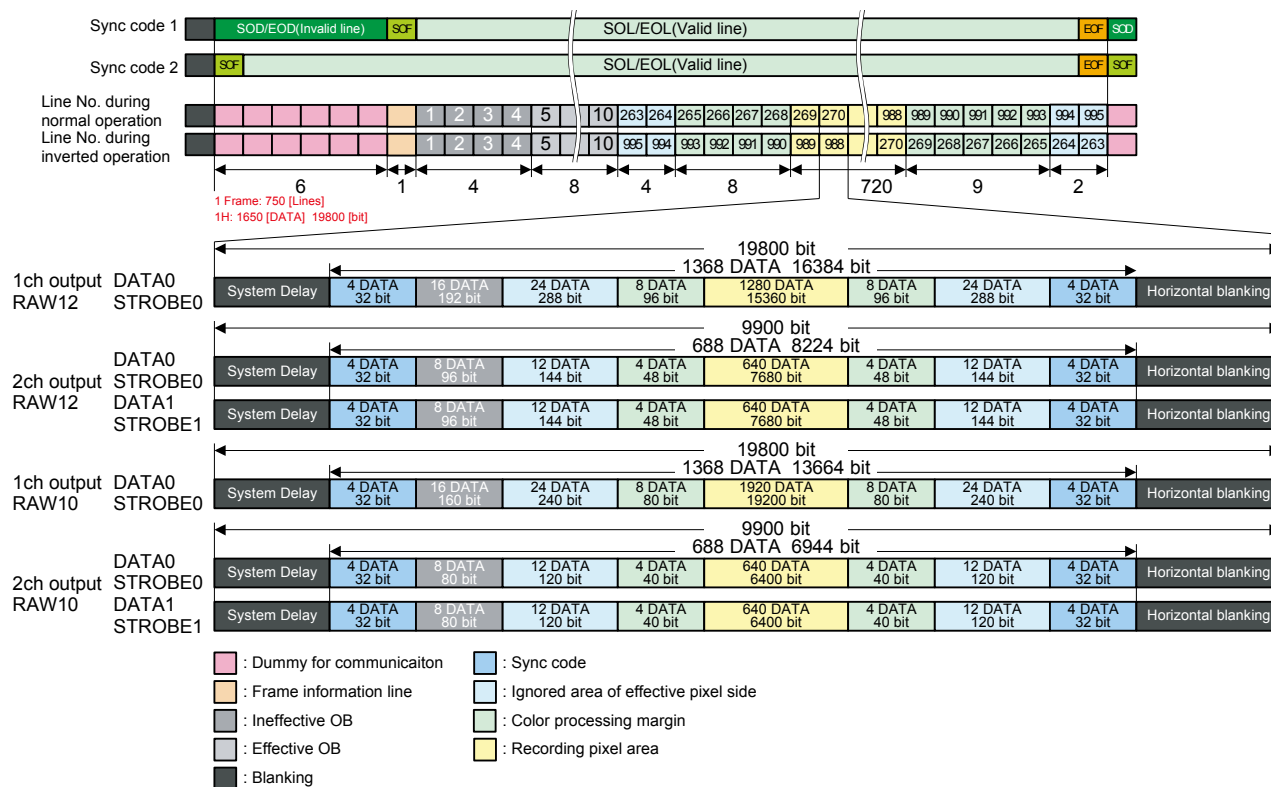 Sync code 1
SOD/EOD(Invalid line)
SOF
SOL/EOL(Valid line)
EOF
SOD
Sync code 2
SOF
SOL/EOL(Valid line)
EOF
SOF
Line No. during
normal operation
1 2 3 4 5 10 263 264 265 266 267 268 269 270 988 989 990 991 992 993 994 995
Line No. during
inverted operation
1 2 3 4 5 10 995 994 993 992 991 990 989 988 270 269 268 267 266 265 264 263
6 1 4 8 4 8 720 9 2
1 Frame: 750 [Lines]
1H: 1650 [DATA] 19800 [bit]
19800 bit
1368 DATA 16384 bit
1ch output DATA0
RAW12 STROBE0
System Delay
4 DATA 16 DATA 24 DATA 8 DATA 1280 DATA 8 DATA 24 DATA 4 DATA
32 bit 192 bit 288 bit 96 bit 15360 bit 96 bit 288 bit 32 bit
Horizontal blanking
9900 bit
688 DATA 8224 bit
2ch output
RAW12
DATA0
STROBE0
System Delay
4 DATA 8 DATA 12 DATA 4 DATA 640 DATA 4 DATA 12 DATA 4 DATA
32 bit 96 bit 144 bit 48 bit 7680 bit 48 bit 144 bit 32 bit
Horizontal blanking
DATA1
STROBE1
System Delay
4 DATA 8 DATA 12 DATA 4 DATA 640 DATA 4 DATA 12 DATA 4 DATA
32 bit 96 bit 144 bit 48 bit 7680 bit 48 bit 144 bit 32 bit
Horizontal blanking
19800 bit
1368 DATA 13664 bit
1ch output DATA0
RAW10 STROBE0
System Delay
4 DATA 16 DATA 24 DATA 8 DATA 1920 DATA 8 DATA 24 DATA 4 DATA
32 bit 160 bit 240 bit 80 bit 19200 bit 80 bit 240 bit 32 bit
Horizontal blanking
9900 bit
688 DATA 6944 bit
2ch output
RAW10
DATA0
STROBE0
System Delay
4 DATA 8 DATA 12 DATA 4 DATA 640 DATA 4 DATA 12 DATA 4 DATA
32 bit 80 bit 120 bit 40 bit 6400 bit 40 bit 120 bit 32 bit
Horizontal blanking
DATA1
STROBE1
System Delay
4 DATA 8 DATA 12 DATA 4 DATA 640 DATA 4 DATA 12 DATA 4 DATA
32 bit 80 bit 120 bit 40 bit 6400 bit 40 bit 120 bit 32 bit
Horizontal blanking
: Dummy for communicaiton
: Frame information line
: Ineffective OB
: Effective OB
: Blanking
: Sync code
: Ignored area of effective pixel side
: Color processing margin
: Recording pixel area